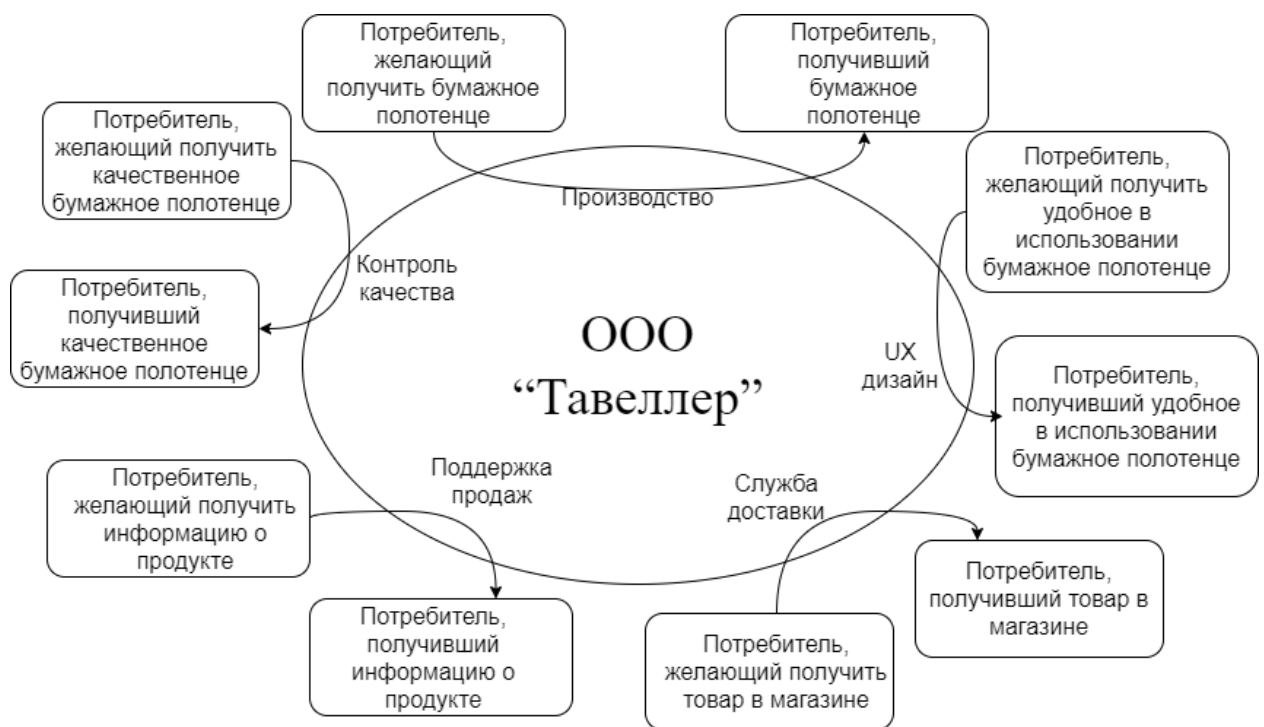 Потребитель,
желающий
получить бумажное
полотенце
Потребитель,
получивший
бумажное
полотенце
Потребитель,
желающий получить
качественное
бумажное полотенце
Потребитель,
желающий получить
удобное в
использовании
бумажное полотенце
Производство
Контроль
качества
Потребитель,
получивший
качественное
бумажное полотенце
ООО
“Тавеллер”
UX
дизайн
Потребитель,
получивший удобное
в использовании
бумажное полотенце
Поддержка
продаж
Служба
доставки
Потребитель,
желающий получить
информацию о
продукте
Потребитель,
получивший товар в
магазине
Потребитель,
получивший
информацию о
продукте
Потребитель,
желающий получить
товар в магазине